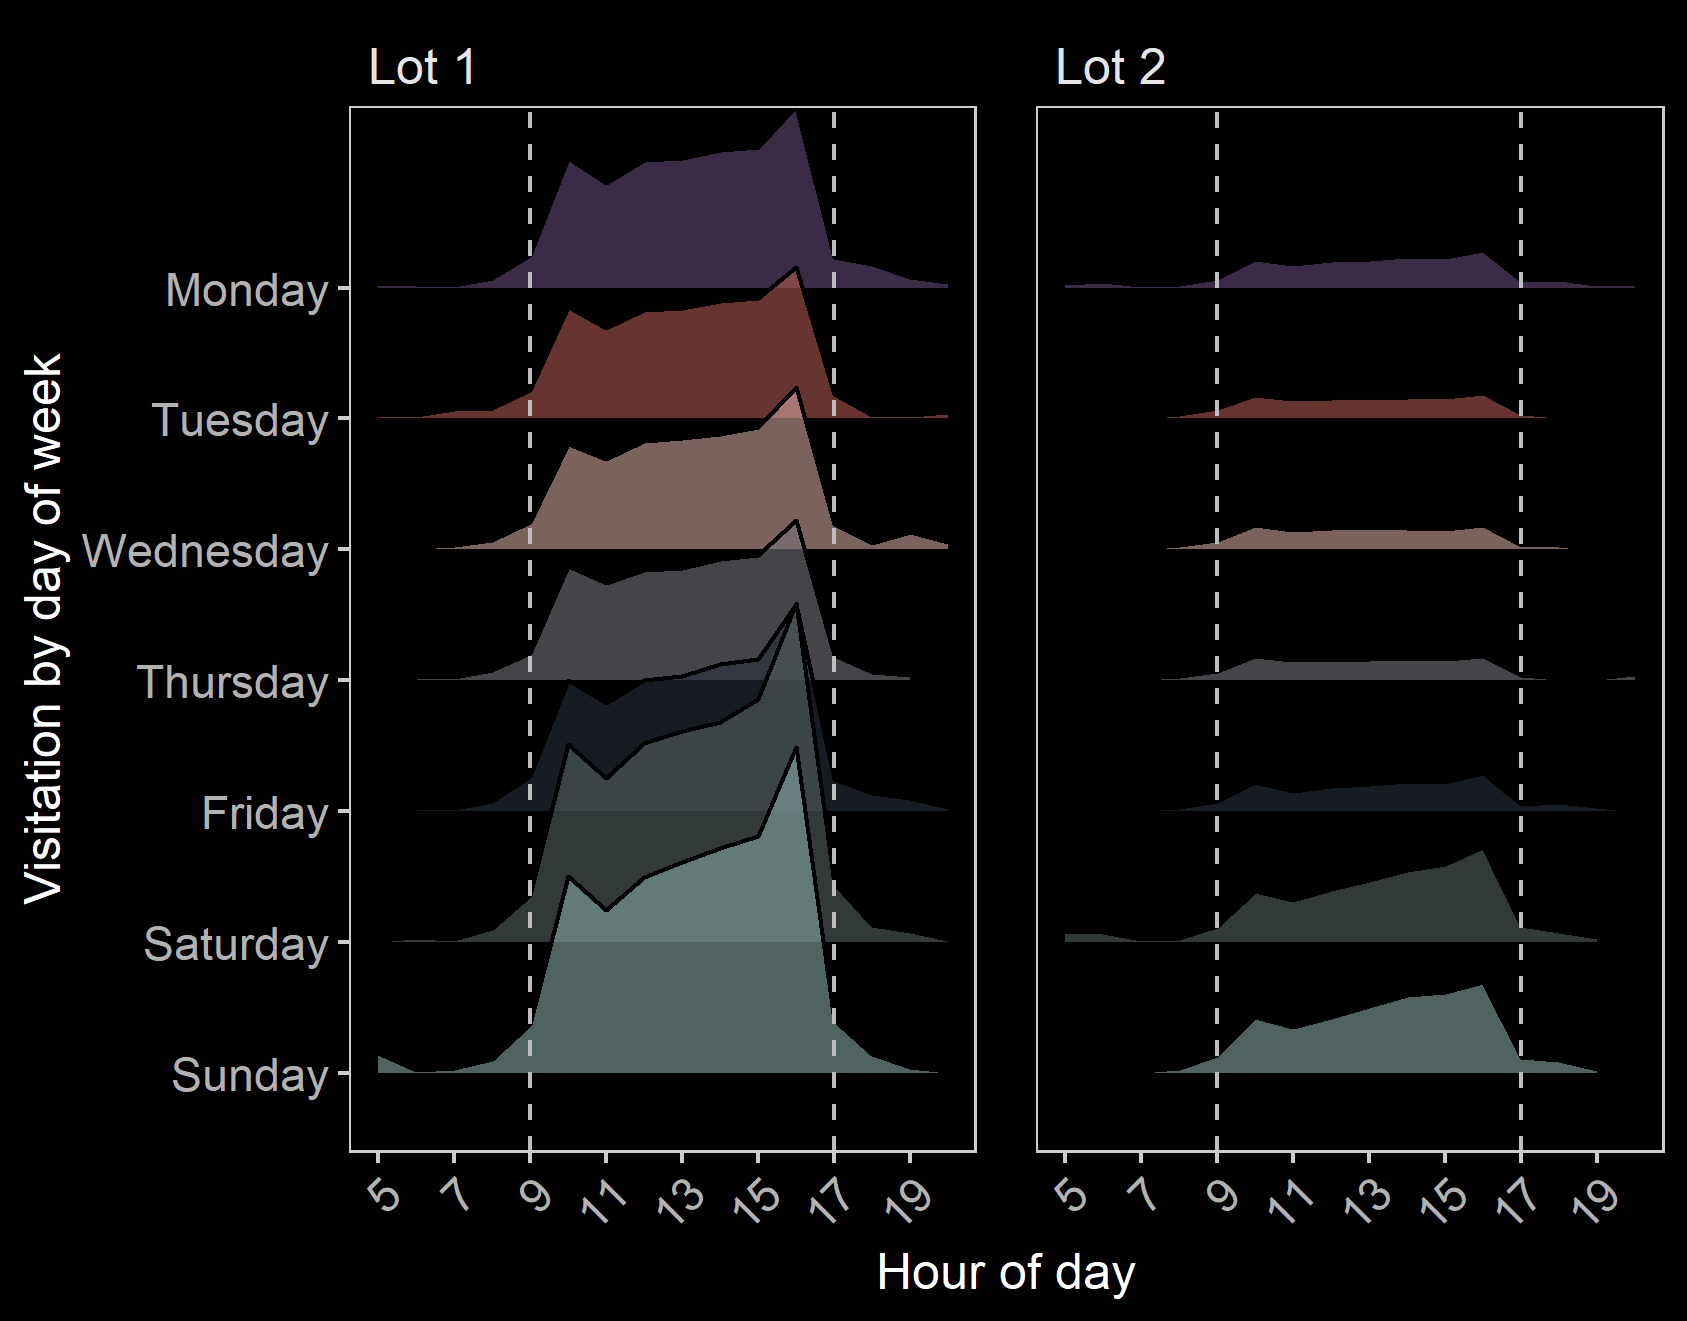 Lot 1
Lot 2
Visitation by day of week
Monday
Tuesday
Wednesday
Thursday
Friday
Saturday
Sunday
5 7 9 11 13 15 17 19
5 7 9 11 13 15 17 19
Hour of day